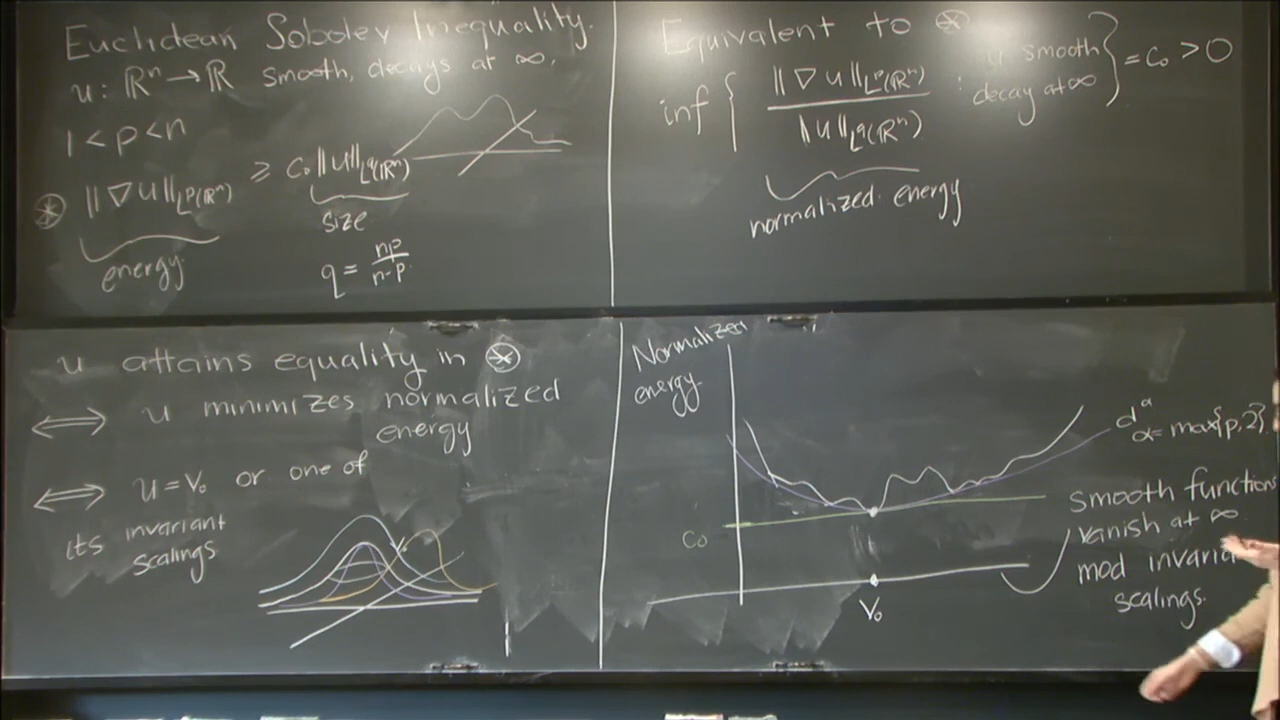 Euclidean Sobolev Inequality.
u: ℝⁿ → ℝ smooth, decays at ∞.
1 < p < n
⊛ ‖∇u‖_{L^p(ℝⁿ)} ≥ c₀‖u‖_{L^q(ℝⁿ)}
energy
size
q = np/n-p.
Equivalent to ⊛
inf { ‖∇u‖_{L^p(ℝⁿ)} / ‖u‖_{L^q(ℝⁿ)} : u smooth decay at ∞ } = c₀ > 0
normalized energy
u attains equality in ⊛
⟺ u minimizes normalized
energy
⟺ u = v₀ or one of
its invariant
scalings
Normalized
energy.
c₀
v₀
d^α
α = max{p,2}
smooth functions
vanish at ∞
mod
scalings.